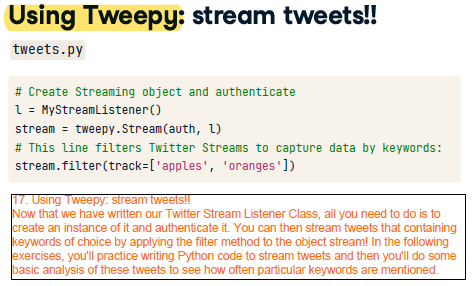 Using Tweepy: stream tweets!!
tweets.py
# Create Streaming object and authenticate
l = MyStreamListener()
stream = tweepy.Stream(auth, l)
# This line filters Twitter Streams to capture data by keywords:
stream.filter(track=['apples', 'oranges'])
17. Using Tweepy: stream tweets!!
Now that we have written our Twitter Stream Listener Class, all you need to do is to
create an instance of it and authenticate it. You can then stream tweets that containing
keywords of choice by applying the filter method to the object stream! In the following
exercises, you'll practice writing Python code to stream tweets and then you'll do some
basic analysis of these tweets to see how often particular keywords are mentioned.